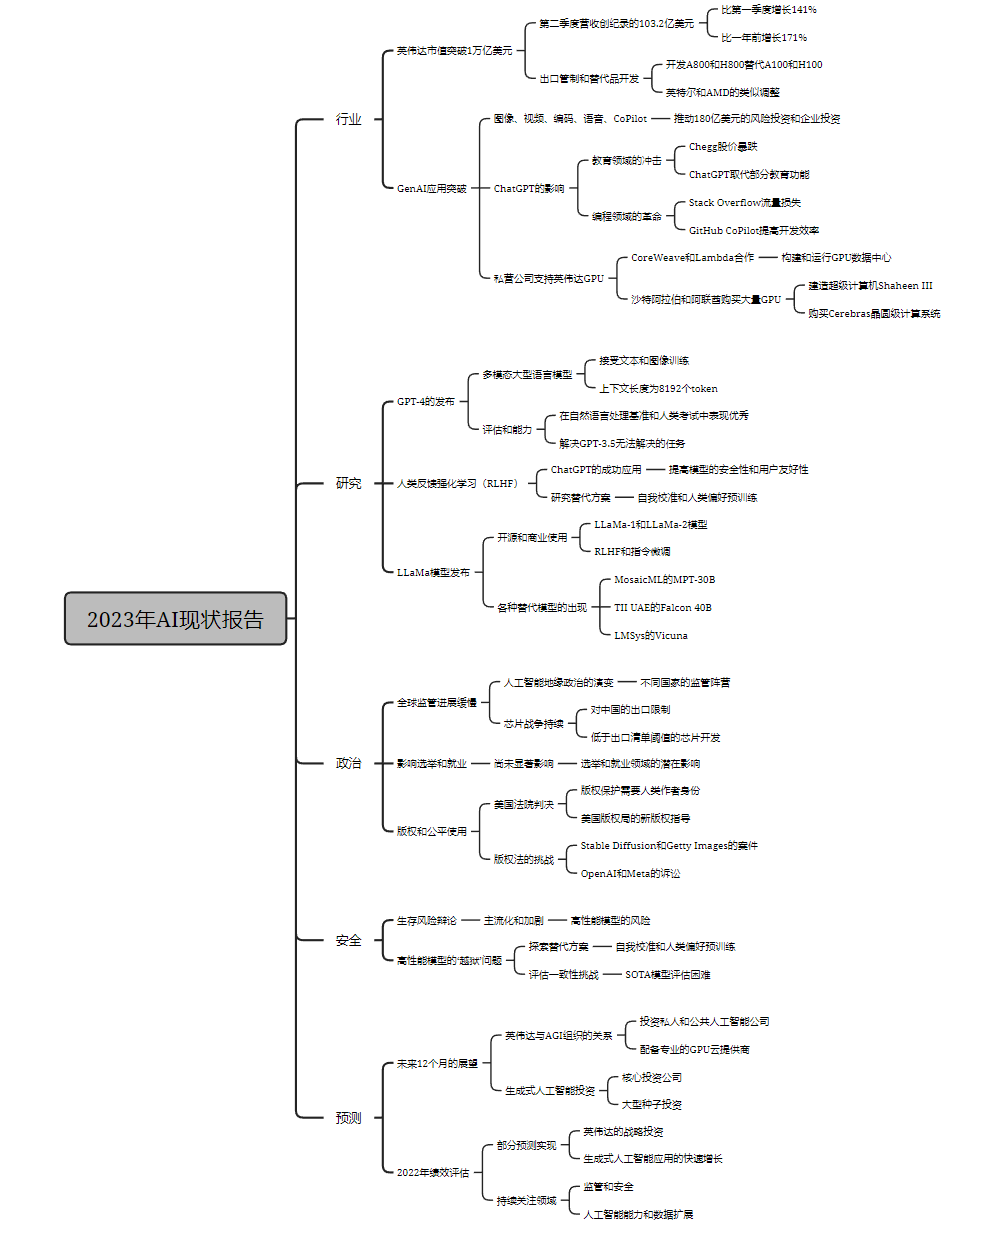 2023年AI现状报告
行业
英伟达市值突破1万亿美元
第二季度营收创纪录的103.2亿美元
比第一季度增长141%
比一年前增长171%
出口管制和替代品开发
开发A800和H800替代A100和H100
英特尔和AMD的类似调整
GenAI应用突破
图像、视频、编码、语音、CoPilot
推动180亿美元的风险投资和企业投资
ChatGPT的影响
教育领域的冲击
Chegg股价暴跌
ChatGPT取代部分教育功能
编程领域的革命
Stack Overflow流量损失
GitHub CoPilot提高开发效率
私营公司支持英伟达GPU
CoreWeave和Lambda合作
构建和运行GPU数据中心
沙特阿拉伯和阿联酋购买大量GPU
建造超级计算机Shaheen III
购买Cerebras晶圆级计算系统
研究
GPT-4的发布
多模态大型语言模型
接受文本和图像训练
上下文长度为8192个token
评估和能力
在自然语言处理基准和人类考试中表现优秀
解决GPT-3.5无法解决的任务
人类反馈强化学习（RLHF）
ChatGPT的成功应用
提高模型的安全性和用户友好性
研究替代方案
自我校准和人类偏好预训练
LLaMa模型发布
开源和商业使用
LLaMa-1和LLaMa-2模型
RLHF和指令微调
各种替代模型的出现
MosaicML的MPT-30B
TII UAE的Falcon 40B
LMSys的Vicuna
政治
全球监管进展缓慢
人工智能地缘政治的演变
不同国家的监管阵营
芯片战争持续
对中国的出口限制
低于出口清单阈值的芯片开发
影响选举和就业
尚未显著影响
选举和就业领域的潜在影响
版权和公平使用
美国法院判决
版权保护需要人类作者身份
美国版权局的新版权指导
版权法的挑战
Stable Diffusion和Getty Images的案件
OpenAI和Meta的诉讼
安全
生存风险辩论
主流化和加剧
高性能模型的风险
高性能模型的‘越狱’问题
探索替代方案
自我校准和人类偏好预训练
评估一致性挑战
SOTA模型评估困难
预测
未来12个月的展望
英伟达与AGI组织的关系
投资私人和公共人工智能公司
配备专业的GPU云提供商
生成式人工智能投资
核心投资公司
大型种子投资
2022年绩效评估
部分预测实现
英伟达的战略投资
生成式人工智能应用的快速增长
持续关注领域
监管和安全
人工智能能力和数据扩展